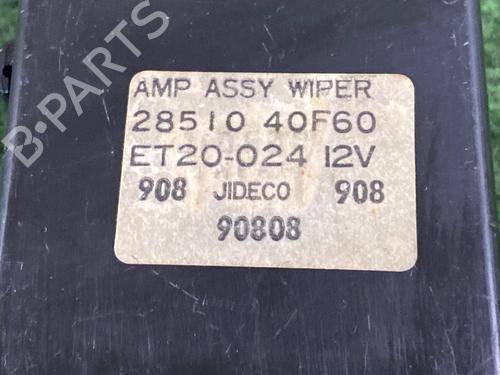 B-PARTS
AMP ASSY WIPER
28510 40F60
ET20-024 12V
908 JIDECO 908
90808